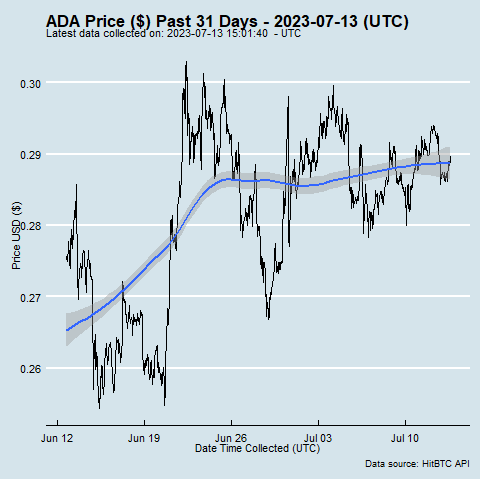 ADA Price ($) Past 31 Days - 2023-07-13 (UTC)
Latest data collected on: 2023-07-13 15:01:40 - UTC
0.30
0.29
0.28
0.27
0.26
Price USD ($)
Jun 12 Jun 19 Jun 26 Jul 03 Jul 10
Date Time Collected (UTC)
Data source: HitBTC API